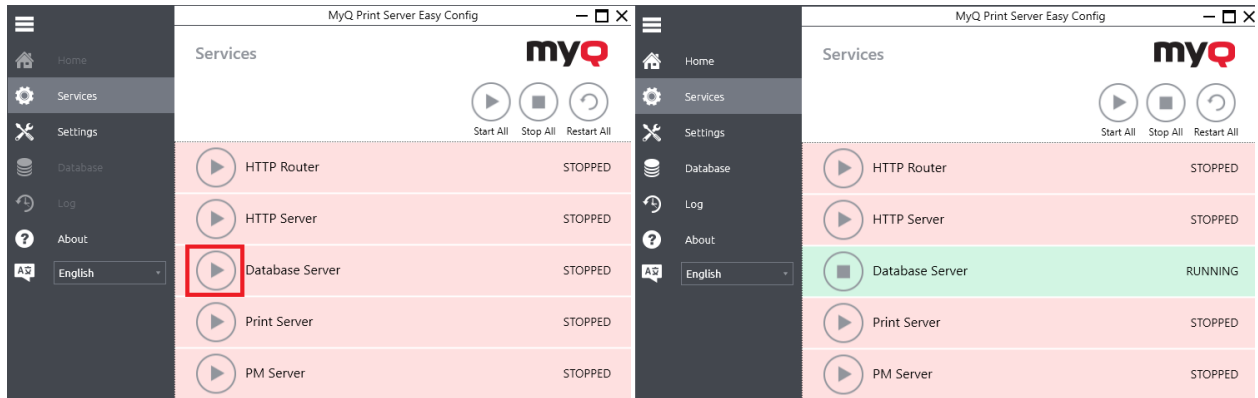 MyQ Print Server Easy Config
Home
Services
Settings
Database
Log
About
English
Services
myQ
Start All Stop All Restart All
HTTP Router STOPPED
HTTP Server STOPPED
Database Server STOPPED
Print Server STOPPED
PM Server STOPPED
MyQ Print Server Easy Config
Home
Services
Settings
Database
Log
About
English
Services
myQ
Start All Stop All Restart All
HTTP Router STOPPED
HTTP Server STOPPED
Database Server RUNNING
Print Server STOPPED
PM Server STOPPED